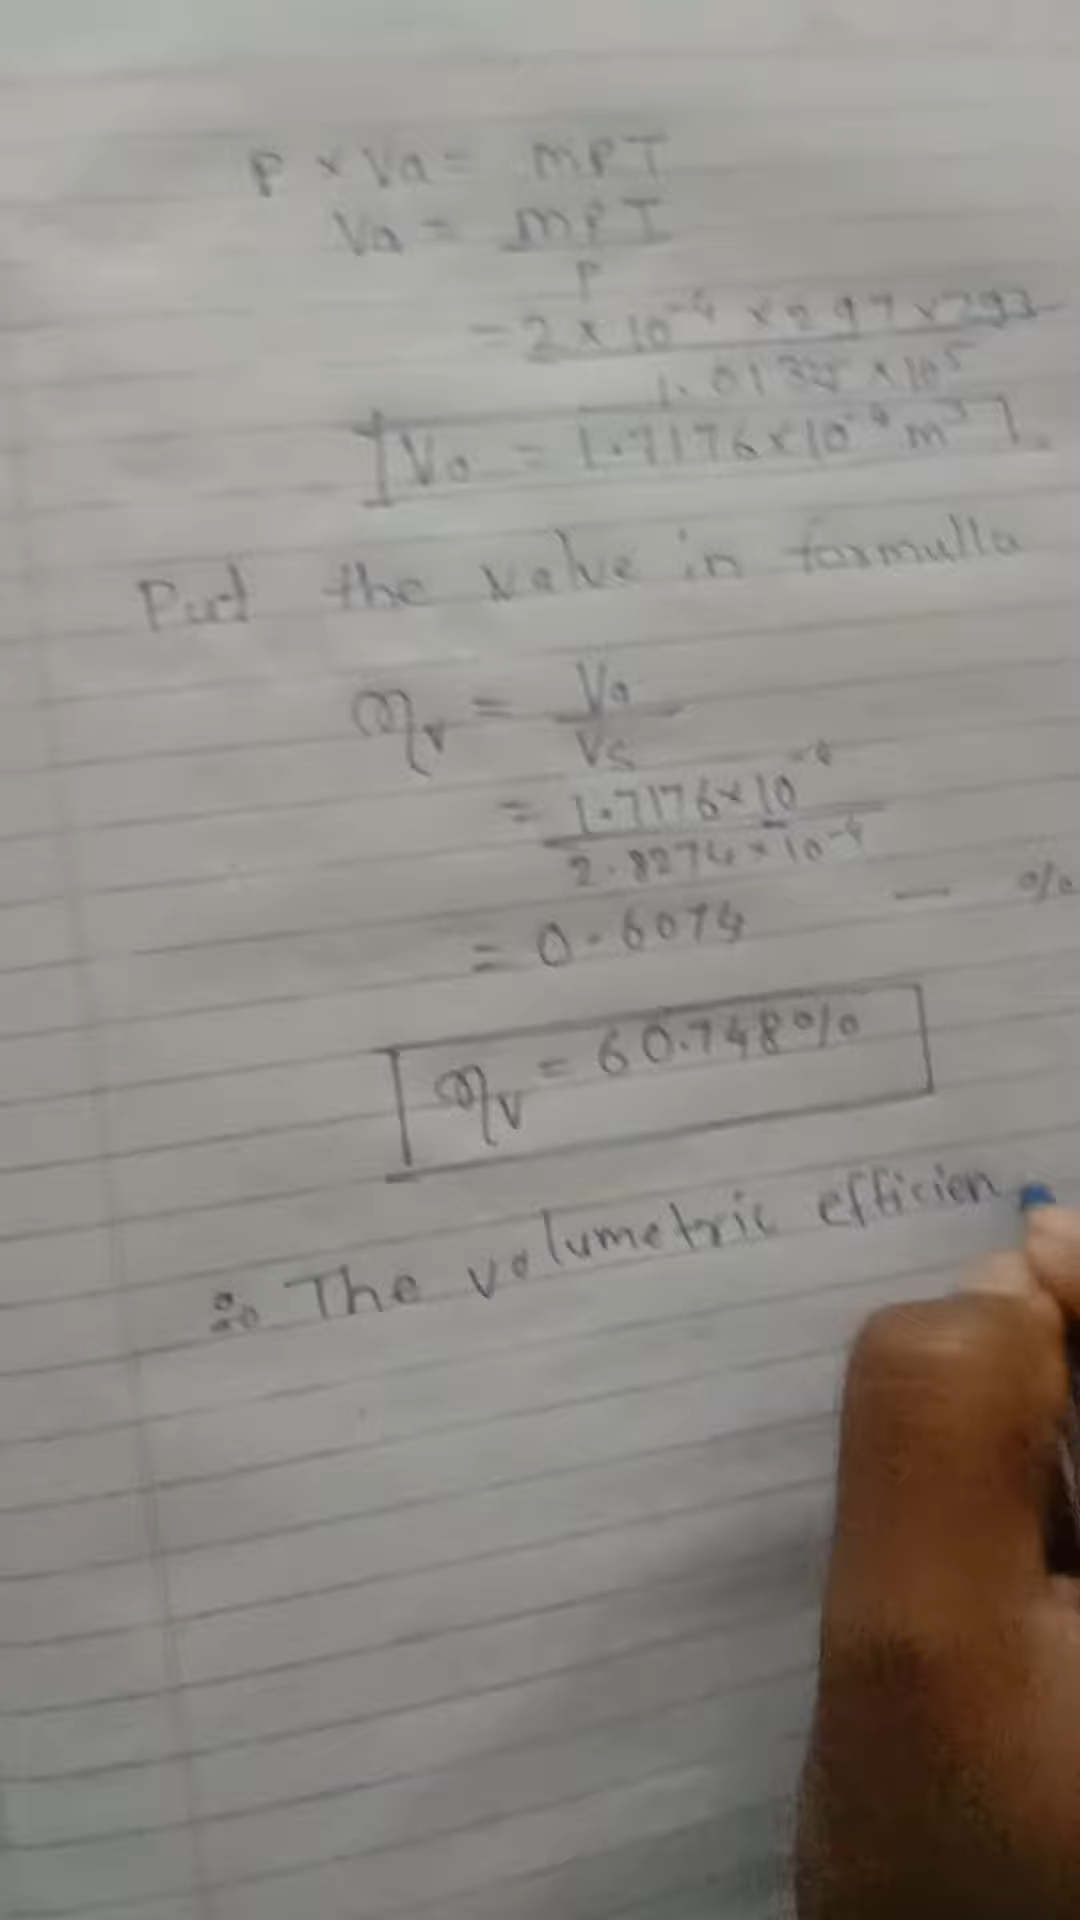 P × Va = mRT
Va = mRT
P
= 2 × 10⁻⁴ × 297 × 293
1.0132 × 10⁵
Va = 1.7176 × 10⁻⁴ m³
Put the value in formulla
ηv = Va
Vs
= 1.7176 × 10⁻⁴
2.8274 × 10⁻⁴
= 0.6074 — %
ηv = 60.748%
∴ The volumetric efficien